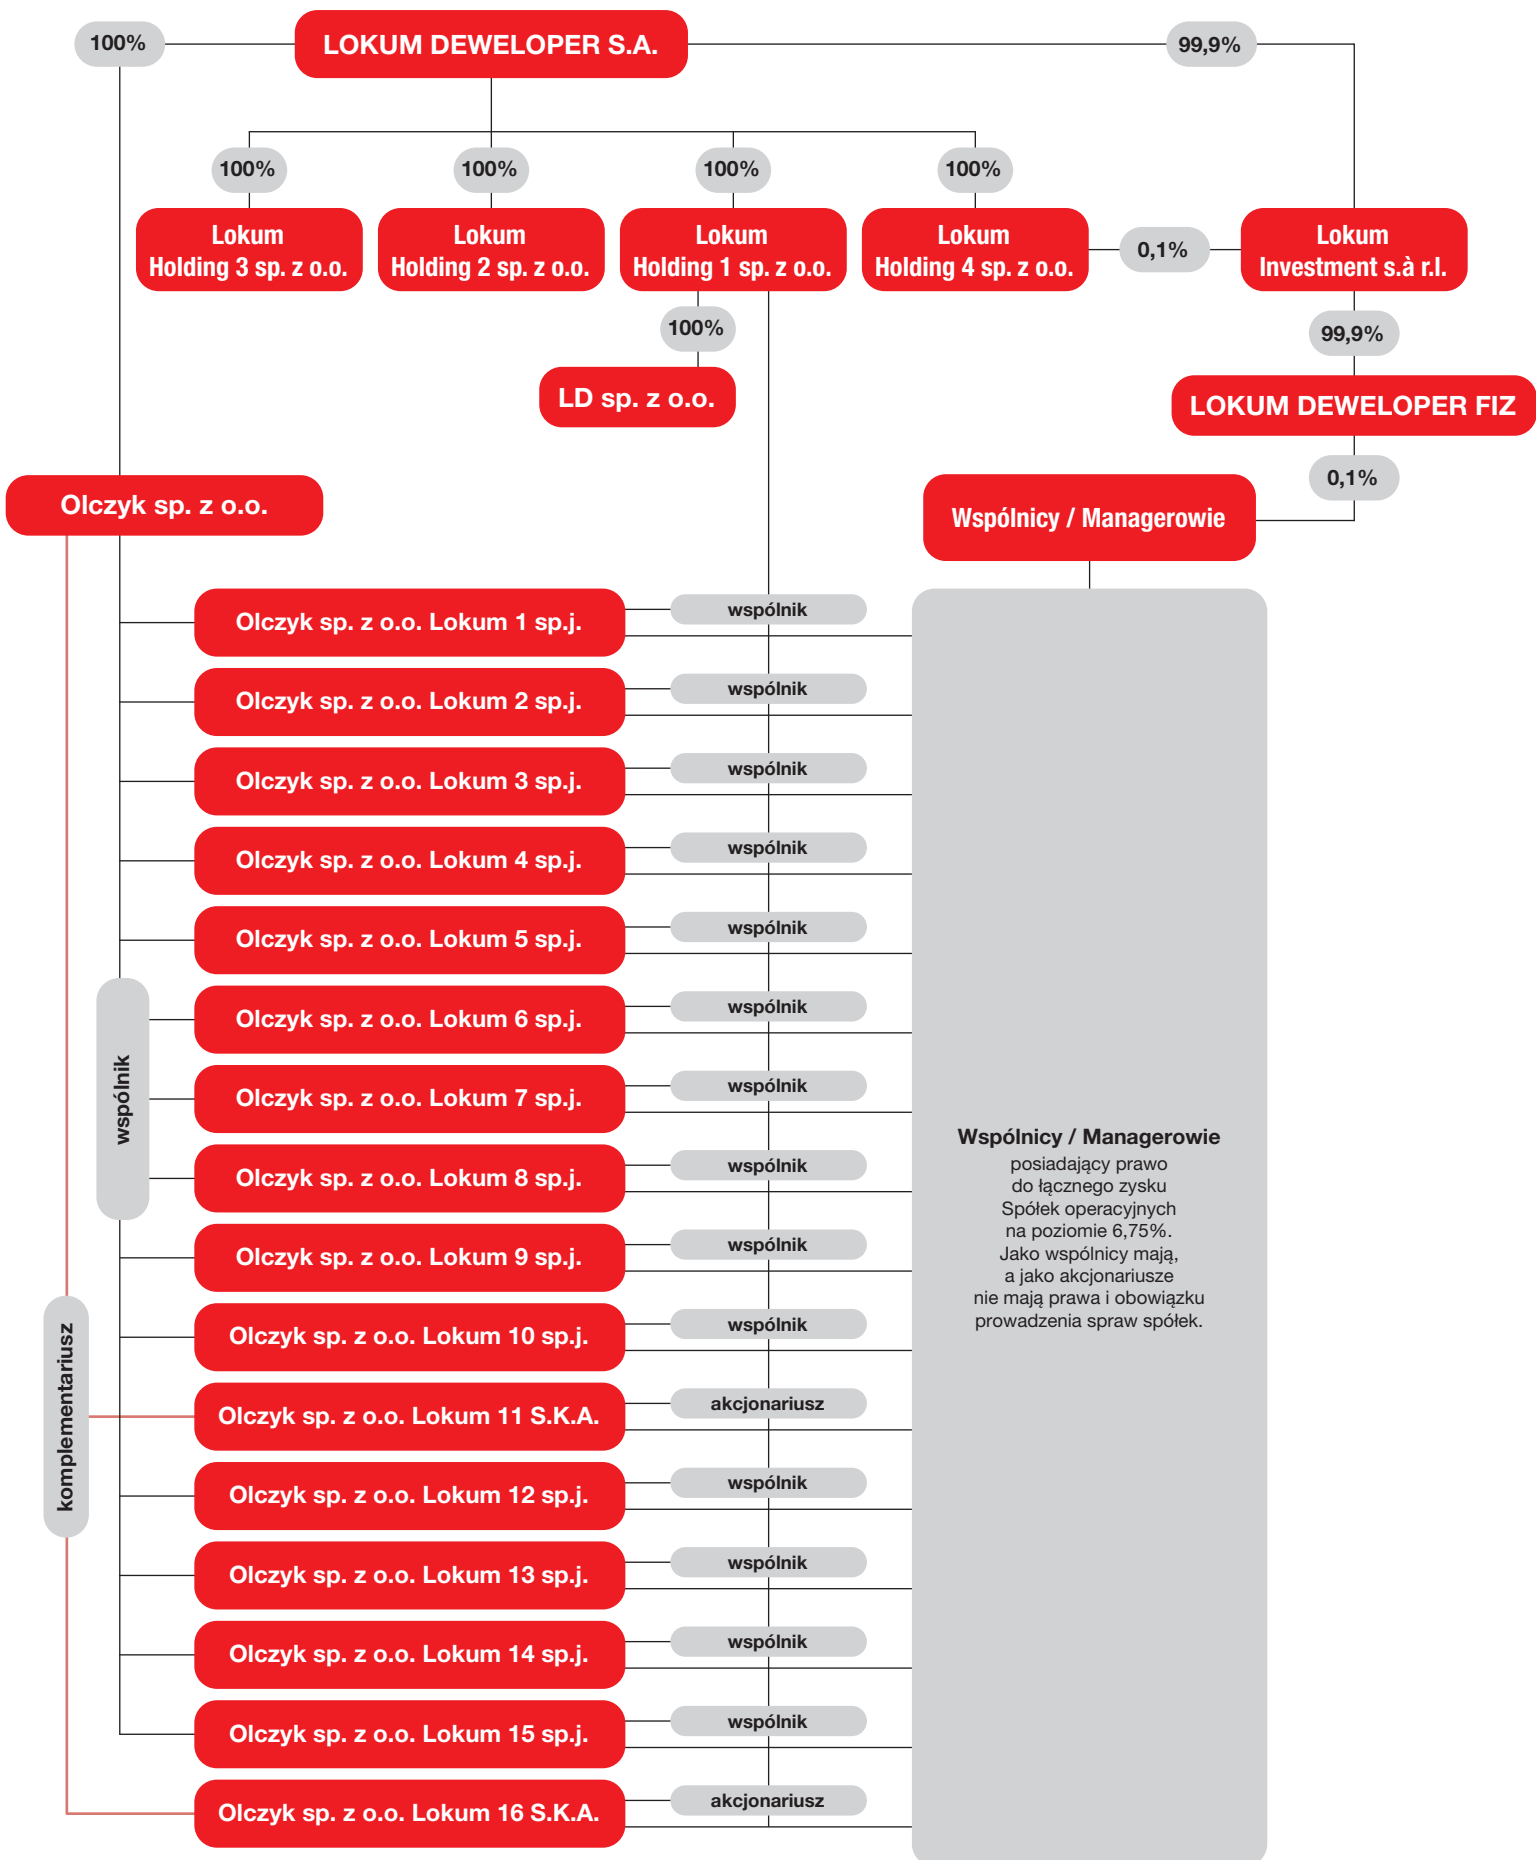 100%
LOKUM DEWELOPER S.A.
99,9%
100%
100%
100%
100%
Lokum
Holding 3 sp. z o.o.
Lokum
Holding 2 sp. z o.o.
Lokum
Holding 1 sp. z o.o.
Lokum
Holding 4 sp. z o.o.
0,1%
Lokum
Investment s.à r.l.
100%
99,9%
LD sp. z o.o.
LOKUM DEWELOPER FIZ
0,1%
Olczyk sp. z o.o.
Wspólnicy / Managerowie
Olczyk sp. z o.o. Lokum 1 sp.j.
wspólnik
Olczyk sp. z o.o. Lokum 2 sp.j.
wspólnik
Olczyk sp. z o.o. Lokum 3 sp.j.
wspólnik
Olczyk sp. z o.o. Lokum 4 sp.j.
wspólnik
Olczyk sp. z o.o. Lokum 5 sp.j.
wspólnik
Olczyk sp. z o.o. Lokum 6 sp.j.
wspólnik
Olczyk sp. z o.o. Lokum 7 sp.j.
wspólnik
Olczyk sp. z o.o. Lokum 8 sp.j.
wspólnik
Olczyk sp. z o.o. Lokum 9 sp.j.
wspólnik
Olczyk sp. z o.o. Lokum 10 sp.j.
wspólnik
Olczyk sp. z o.o. Lokum 11 S.K.A.
akcjonariusz
Olczyk sp. z o.o. Lokum 12 sp.j.
wspólnik
Olczyk sp. z o.o. Lokum 13 sp.j.
wspólnik
Olczyk sp. z o.o. Lokum 14 sp.j.
wspólnik
Olczyk sp. z o.o. Lokum 15 sp.j.
wspólnik
Olczyk sp. z o.o. Lokum 16 S.K.A.
akcjonariusz
wspólnik
komplementariusz
Wspólnicy / Managerowie
posiadający prawo
do łącznego zysku
Spółek operacyjnych
na poziomie 6,75%.
Jako wspólnicy mają,
a jako akcjonariusze
nie mają prawa i obowiązku
prowadzenia spraw spółek.